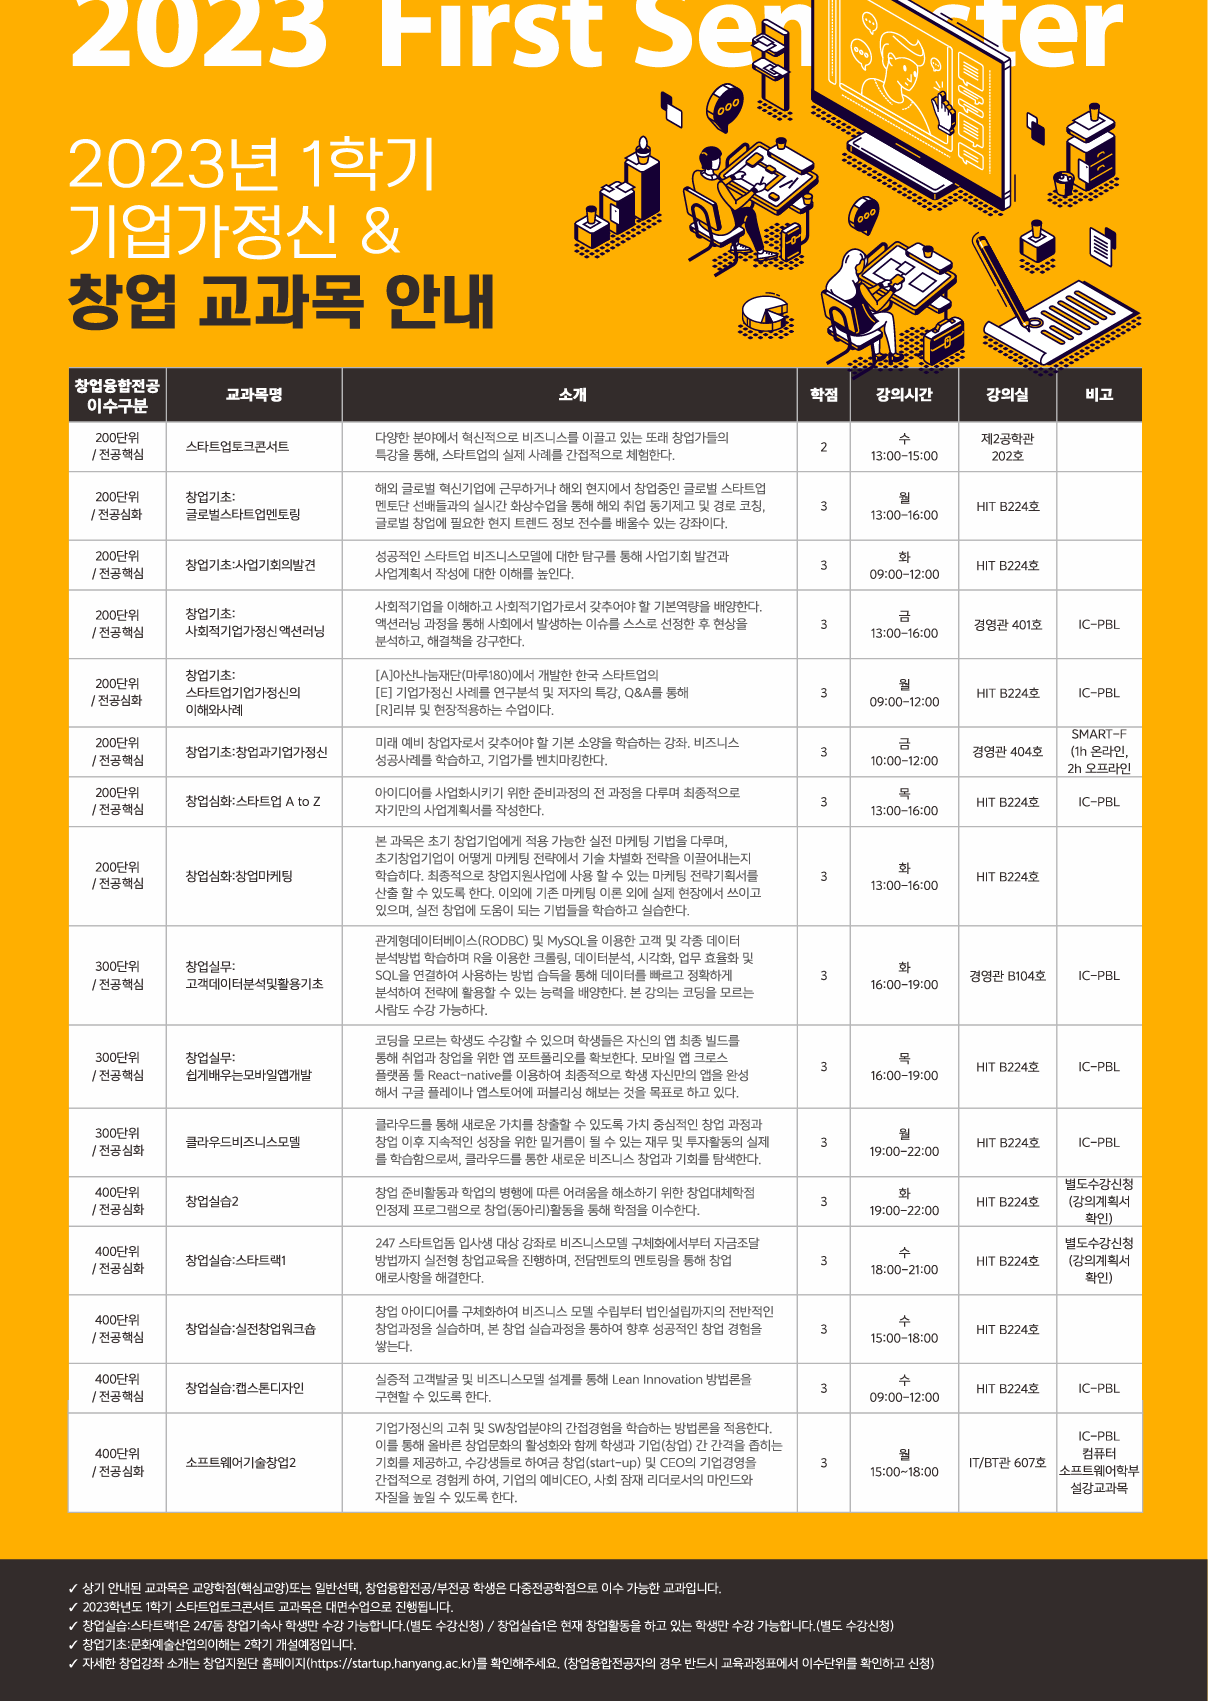 2023 First Semester
2023년 1학기
기업가정신 &
창업 교과목 안내
창업융합전공
이수구분
교과목명
소개
학점
강의시간
강의실
비고
200단위
/ 전공핵심
스타트업토크콘서트
다양한 분야에서 혁신적으로 비즈니스를 이끌고 있는 또래 창업가들의
특강을 통해, 스타트업의 실제 사례를 간접적으로 체험한다.
2
수
13:00-15:00
제2공학관
202호
200단위
/ 전공심화
창업기초:
글로벌스타트업멘토링
해외 글로벌 혁신기업에 근무하거나 해외 현지에서 창업중인 글로벌 스타트업
멘토단 선배들과의 실시간 화상수업을 통해 해외 취업 동기제고 및 경로 코칭,
글로벌 창업에 필요한 현지 트렌드 정보 전수를 배울수 있는 강좌이다.
3
월
13:00-16:00
HIT B224호
200단위
/ 전공핵심
창업기초:사업기회의발견
성공적인 스타트업 비즈니스모델에 대한 탐구를 통해 사업기회 발견과
사업계획서 작성에 대한 이해를 높인다.
3
화
09:00-12:00
HIT B224호
200단위
/ 전공핵심
창업기초:
사회적기업가정신 액션러닝
사회적기업을 이해하고 사회적기업가로서 갖추어야 할 기본역량을 배양한다.
액션러닝 과정을 통해 사회에서 발생하는 이슈를 스스로 선정한 후 현상을
분석하고, 해결책을 강구한다.
3
금
13:00-16:00
경영관 401호
IC-PBL
200단위
/ 전공심화
창업기초:
스타트업기업가정신의
이해와사례
[A]아산나눔재단(마루180)에서 개발한 한국 스타트업의
[E] 기업가정신 사례를 연구분석 및 저자의 특강, Q&A를 통해
[R]리뷰 및 현장적용하는 수업이다.
3
월
09:00-12:00
HIT B224호
IC-PBL
200단위
/ 전공핵심
창업기초:창업과기업가정신
미래 예비 창업자로서 갖추어야 할 기본 소양을 학습하는 강좌. 비즈니스
성공사례를 학습하고, 기업가를 벤치마킹한다.
3
금
10:00-12:00
경영관 404호
SMART-F
(1h 온라인,
2h 오프라인
200단위
/ 전공심화
창업심화:스타트업 A to Z
아이디어를 사업화시키기 위한 준비과정의 전 과정을 다루며 최종적으로
자기만의 사업계획서를 작성한다.
3
목
13:00-16:00
HIT B224호
IC-PBL
200단위
/ 전공핵심
창업심화:창업마케팅
본 과목은 초기 창업기업에게 적용 가능한 실전 마케팅 기법을 다루며,
초기창업기업이 어떻게 마케팅 전략에서 기술 차별화 전략을 이끌어내는지
학습히다. 최종적으로 창업지원사업에 사용 할 수 있는 마케팅 전략기획서를
산출 할 수 있도록 한다. 이외에 기존 마케팅 이론 외에 실제 현장에서 쓰이고
있으며, 실전 창업에 도움이 되는 기법들을 학습하고 실습한다.
3
화
13:00-16:00
HIT B224호
300단위
/ 전공핵심
창업실무:
고객데이터분석및활용기초
관계형데이터베이스(RODBC) 및 MySQL을 이용한 고객 및 각종 데이터
분석방법 학습하며 R을 이용한 크롤링, 데이터분석, 시각화, 업무 효율화 및
SQL을 연결하여 사용하는 방법 습득을 통해 데이터를 빠르고 정확하게
분석하여 전략에 활용할 수 있는 능력을 배양한다. 본 강의는 코딩을 모르는
사람도 수강 가능하다.
3
화
16:00-19:00
경영관 B104호
IC-PBL
300단위
/ 전공핵심
창업실무:
쉽게배우는모바일앱개발
코딩을 모르는 학생도 수강할 수 있으며 학생들은 자신의 앱 최종 빌드를
통해 취업과 창업을 위한 앱 포트폴리오를 확보한다. 모바일 앱 크로스
플랫폼 툴 React-native를 이용하여 최종적으로 학생 자신만의 앱을 완성
해서 구글 플레이나 앱스토어에 퍼블리싱 해보는 것을 목표로 하고 있다.
3
목
16:00-19:00
HIT B224호
IC-PBL
300단위
/ 전공심화
클라우드비즈니스모델
클라우드를 통해 새로운 가치를 창출할 수 있도록 가치 중심적인 창업 과정과
창업 이후 지속적인 성장을 위한 밑거름이 될 수 있는 재무 및 투자활동의 실제
를 학습함으로써, 클라우드를 통한 새로운 비즈니스 창업과 기회를 탐색한다.
3
월
19:00-22:00
HIT B224호
IC-PBL
400단위
/ 전공심화
창업실습2
창업 준비활동과 학업의 병행에 따른 어려움을 해소하기 위한 창업대체학점
인정제 프로그램으로 창업(동아리)활동을 통해 학점을 이수한다.
3
화
19:00-22:00
HIT B224호
별도수강신청
(강의계획서
확인)
400단위
/ 전공심화
창업실습:스타트랙1
247 스타트업돔 입사생 대상 강좌로 비즈니스모델 구체화에서부터 자금조달
방법까지 실전형 창업교육을 진행하며, 전담멘토의 멘토링을 통해 창업
애로사항을 해결한다.
3
수
18:00-21:00
HIT B224호
별도수강신청
(강의계획서
확인)
400단위
/ 전공핵심
창업실습:실전창업워크숍
창업 아이디어를 구체화하여 비즈니스 모델 수립부터 법인설립까지의 전반적인
창업과정을 실습하며, 본 창업 실습과정을 통하여 향후 성공적인 창업 경험을
쌓는다.
3
수
15:00-18:00
HIT B224호
400단위
/ 전공핵심
창업실습:캡스톤디자인
실증적 고객발굴 및 비즈니스모델 설계를 통해 Lean Innovation 방법론을
구현할 수 있도록 한다.
3
수
09:00-12:00
HIT B224호
IC-PBL
400단위
/ 전공심화
소프트웨어기술창업2
기업가정신의 고취 및 SW창업분야의 간접경험을 학습하는 방법론을 적용한다.
이를 통해 올바른 창업문화의 활성화와 함께 학생과 기업(창업) 간 간격을 좁히는
기회를 제공하고, 수강생들로 하여금 창업(start-up) 및 CEO의 기업경영을
간접적으로 경험케 하여, 기업의 예비CEO, 사회 잠재 리더로서의 마인드와
자질을 높일 수 있도록 한다.
3
월
15:00~18:00
IT/BT관 607호
IC-PBL
컴퓨터
소프트웨어학부
설강교과목
✓ 상기 안내된 교과목은 교양학점(핵심교양)또는 일반선택, 창업융합전공/부전공 학생은 다중전공학점으로 이수 가능한 교과입니다.
✓ 2023학년도 1학기 스타트업토크콘서트 교과목은 대면수업으로 진행됩니다.
✓ 창업실습:스타트랙1은 247돔 창업기숙사 학생만 수강 가능합니다.(별도 수강신청) / 창업실습1은 현재 창업활동을 하고 있는 학생만 수강 가능합니다.(별도 수강신청)
✓ 창업기초:문화예술산업의이해는 2학기 개설예정입니다.
✓ 자세한 창업강좌 소개는 창업지원단 홈페이지(https://startup.hanyang.ac.kr)를 확인해주세요. (창업융합전공자의 경우 반드시 교육과정표에서 이수단위를 확인하고 신청)